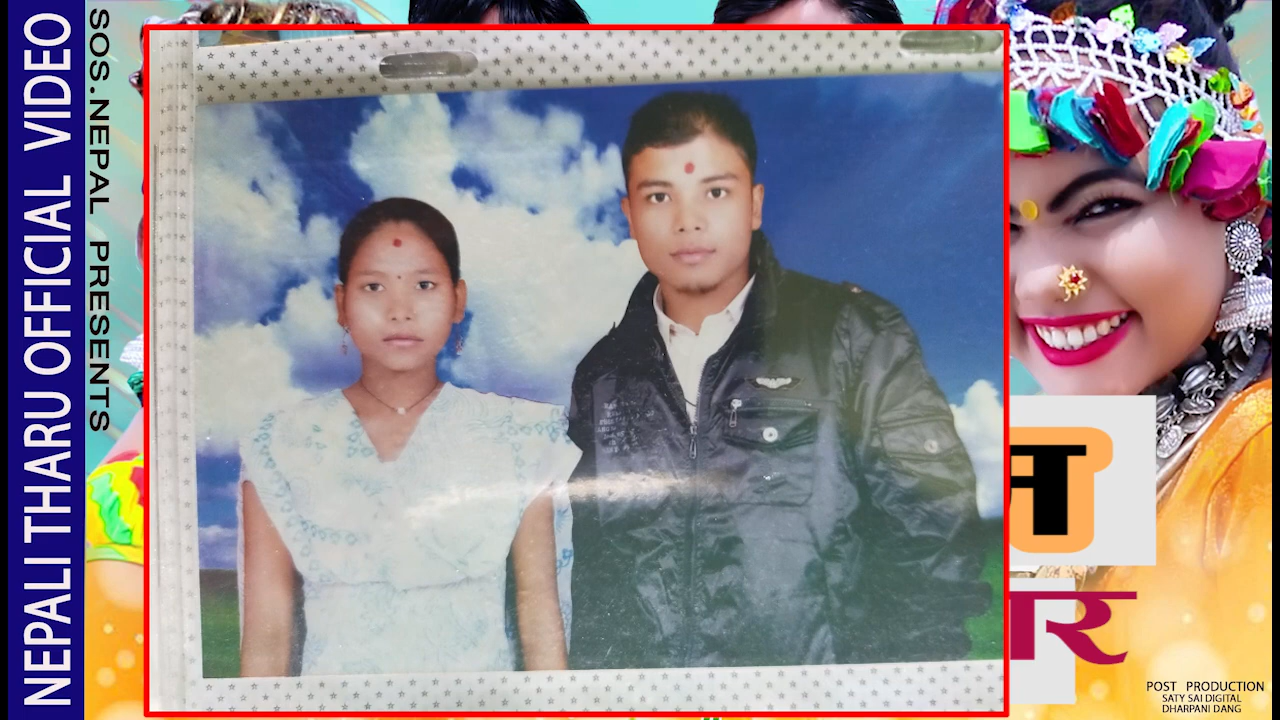 NEPALI THARU OFFICIAL VIDEO
SOS.NEPAL PRESENTS
र
POST PRODUCTION
SATY SAI DIGITAL
DHARPANI DANG